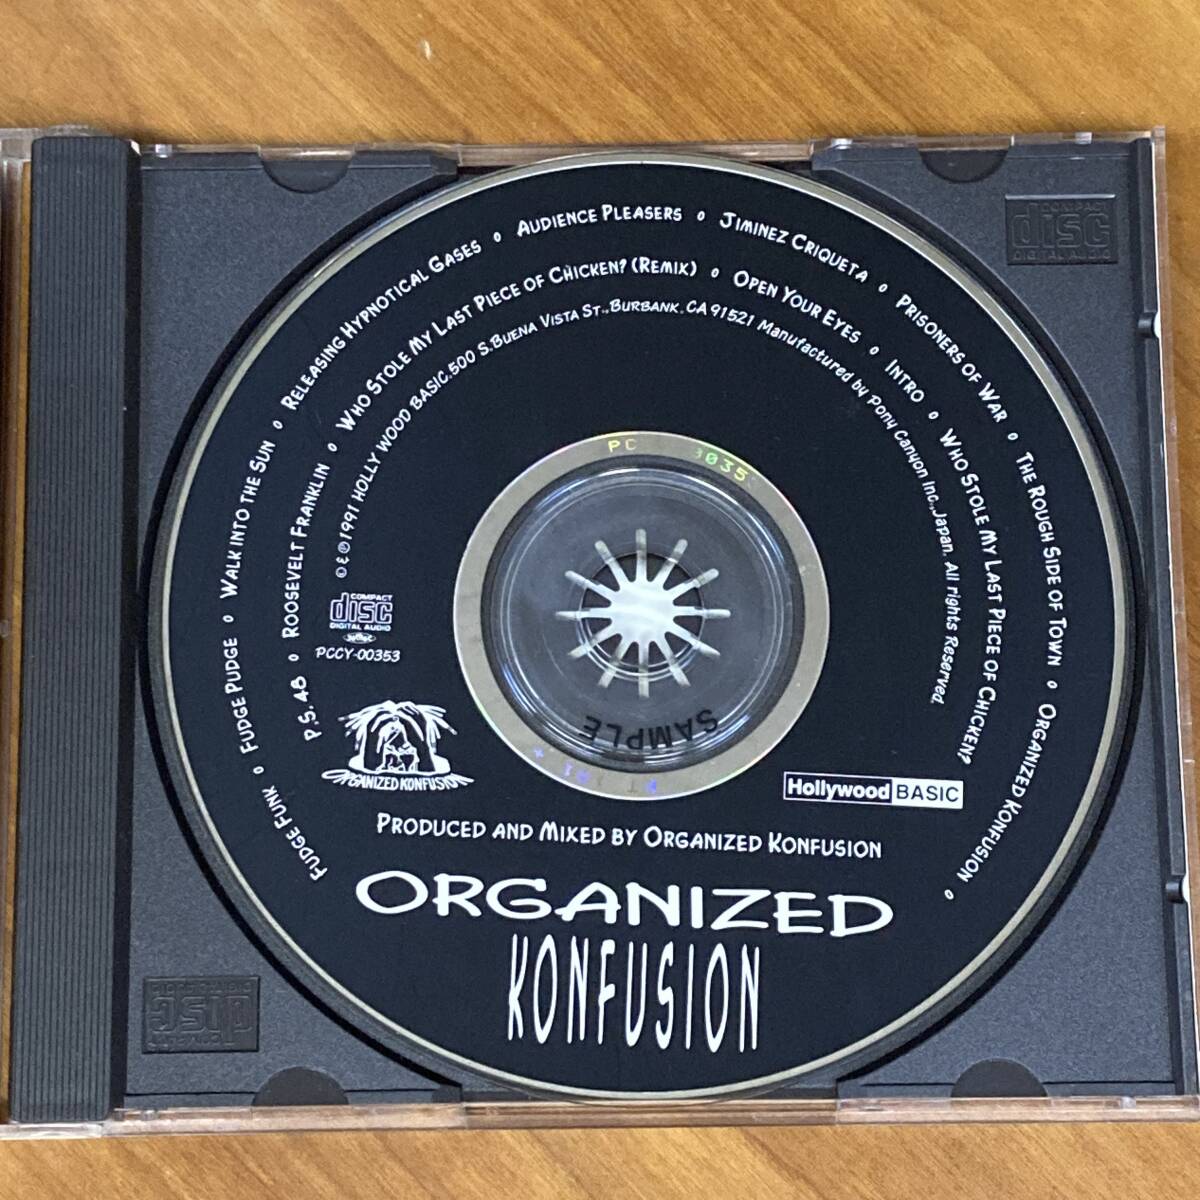 FUDGE FUNK • FUDGE PUDGE • WALK INTO THE SUN • RELEASING HYPNOTICAL GASES • AUDIENCE PLEASERS • JIMINEZ CRIQUETA • PRISONERS OF WAR • THE ROUGH SIDE OF TOWN • ORGANIZED KONFUSION •
P.S. 48 • ROOSEVELT FRANKLIN • WHO STOLE MY LAST PIECE OF CHICKEN? (REMIX) • OPEN YOUR EYES • INTRO • WHO STOLE MY LAST PIECE OF CHICKEN?
©&℗1991 HOLLY WOOD BASIC.500 S.BUENA VISTA ST.,BURBANK.CA 91521 Manufactured by Pony Canyon Inc.,Japan. All rights Reserved.
COMPACT
disc
DIGITAL AUDIO
PCCY-00353
ORGANIZED KONFUSION
SAMPLE
Hollywood BASIC
PRODUCED AND MIXED BY ORGANIZED KONFUSION
ORGANIZED
KONFUSION
COMPACT
disc
DIGITAL AUDIO
COMPACT
disc
DIGITAL AUDIO